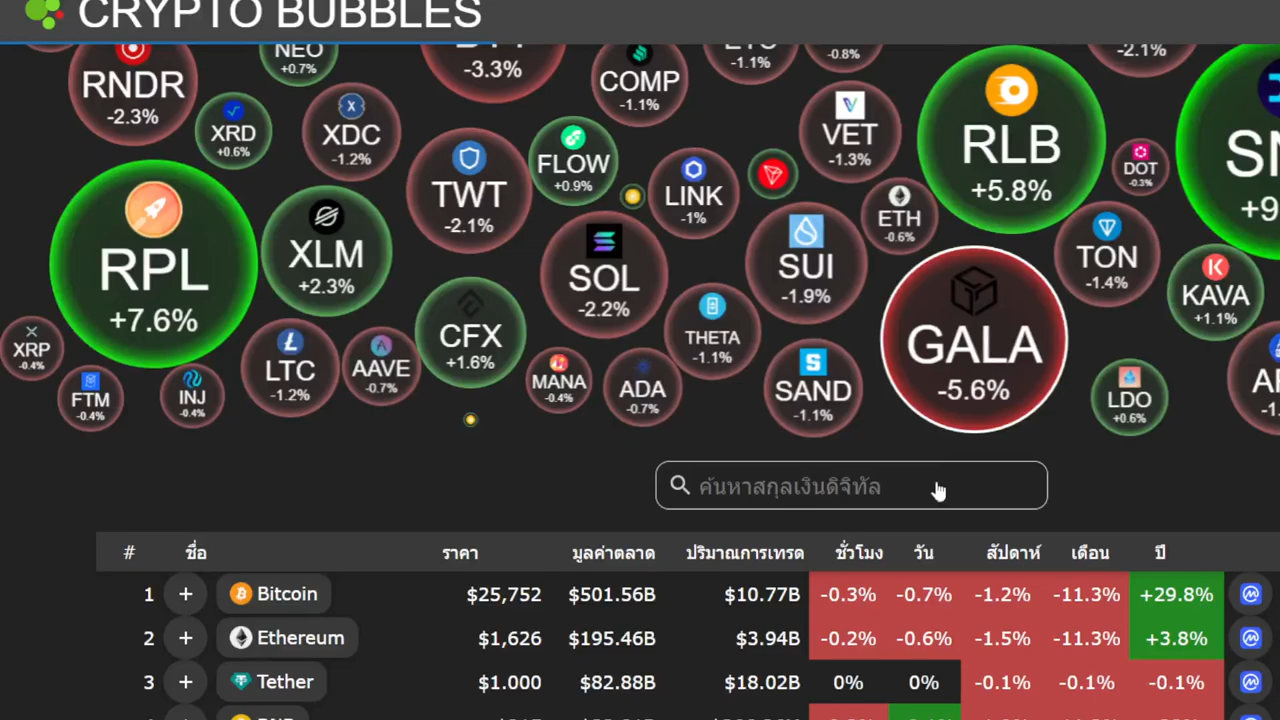 CRYPTO BUBBLES
-3.3%
-1.1%
-0.8%
-2.1%
NEO
+0.7%
RNDR
-2.3%
XRD
+0.6%
XDC
-1.2%
COMP
-1.1%
VET
-1.3%
RLB
+5.8%
DOT
-0.3%
TWT
-2.1%
FLOW
+0.9%
LINK
-1%
ETH
-0.6%
RPL
+7.6%
XLM
+2.3%
SOL
-2.2%
SUI
-1.9%
TON
-1.4%
KAVA
+1.1%
XRP
-0.4%
CFX
+1.6%
THETA
-1.1%
GALA
-5.6%
FTM
-0.4%
INJ
-0.4%
LTC
-1.2%
AAVE
-0.7%
MANA
-0.4%
ADA
-0.7%
SAND
-1.1%
LDO
+0.6%
ค้นหาสกุลเงินดิจิทัล
# ชื่อ ราคา มูลค่าตลาด ปริมาณการเทรด ชั่วโมง วัน สัปดาห์ เดือน ปี
1 + Bitcoin $25,752 $501.56B $10.77B -0.3% -0.7% -1.2% -11.3% +29.8%
2 + Ethereum $1,626 $195.46B $3.94B -0.2% -0.6% -1.5% -11.3% +3.8%
3 + Tether $1.000 $82.88B $18.02B 0% 0% -0.1% -0.1% -0.1%